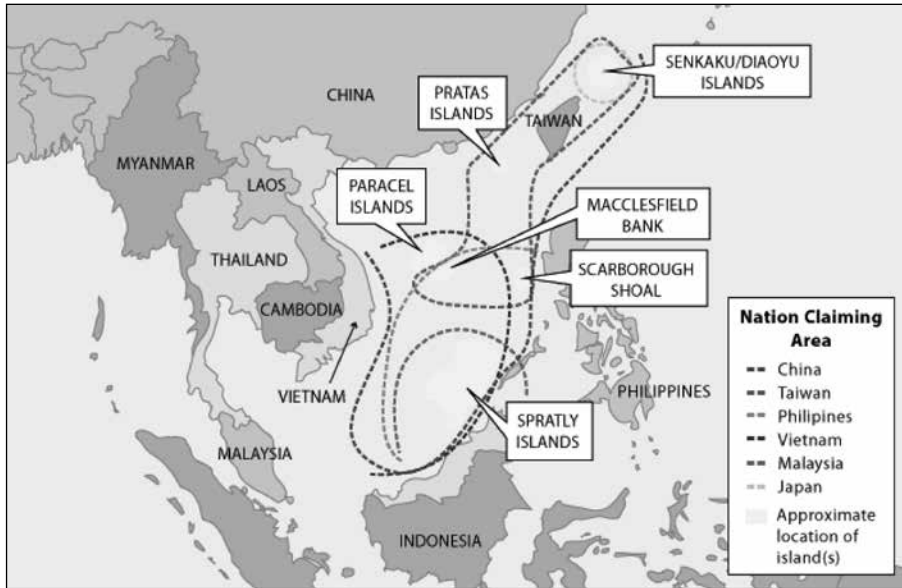 SENKAKU/DIAOYU
ISLANDS
CHINA
PRATAS
ISLANDS
TAIWAN
MYANMAR
LAOS
PARACEL
ISLANDS
MACCLESFIELD
BANK
THAILAND
SCARBOROUGH
SHOAL
CAMBODIA
VIETNAM
PHILIPPINES
SPRATLY
ISLANDS
MALAYSIA
INDONESIA
Nation Claiming
Area
China
Taiwan
Philipines
Vietnam
Malaysia
Japan
Approximate
location of
island(s)